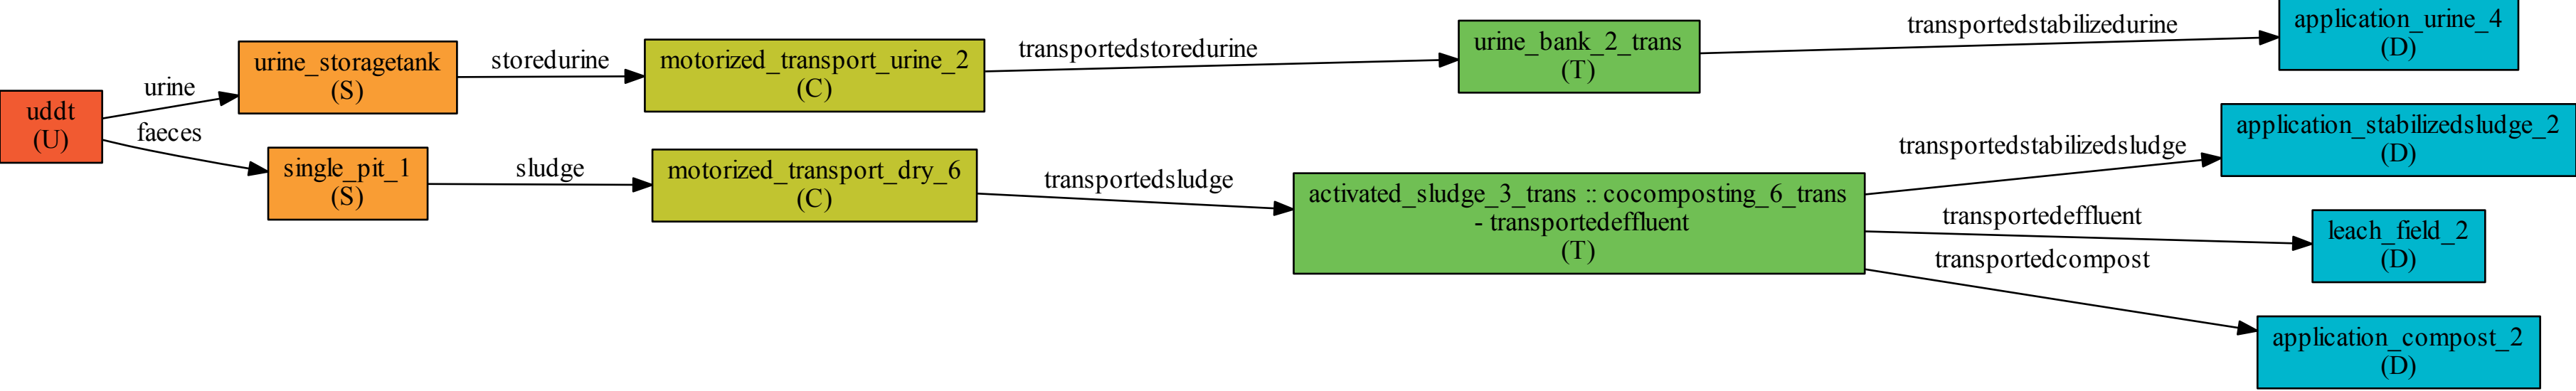 uddt
(U)
urine
faeces
urine_storagetank
(S)
single_pit_1
(S)
storedurine
sludge
motorized_transport_urine_2
(C)
motorized_transport_dry_6
(C)
transportedstoredurine
transportedsludge
urine_bank_2_trans
(T)
activated_sludge_3_trans :: cocomposting_6_trans
- transportedeffluent
(T)
transportedstabilizedurine
transportedstabilizedsludge
transportedeffluent
transportedcompost
application_urine_4
(D)
application_stabilizedsludge_2
(D)
leach_field_2
(D)
application_compost_2
(D)